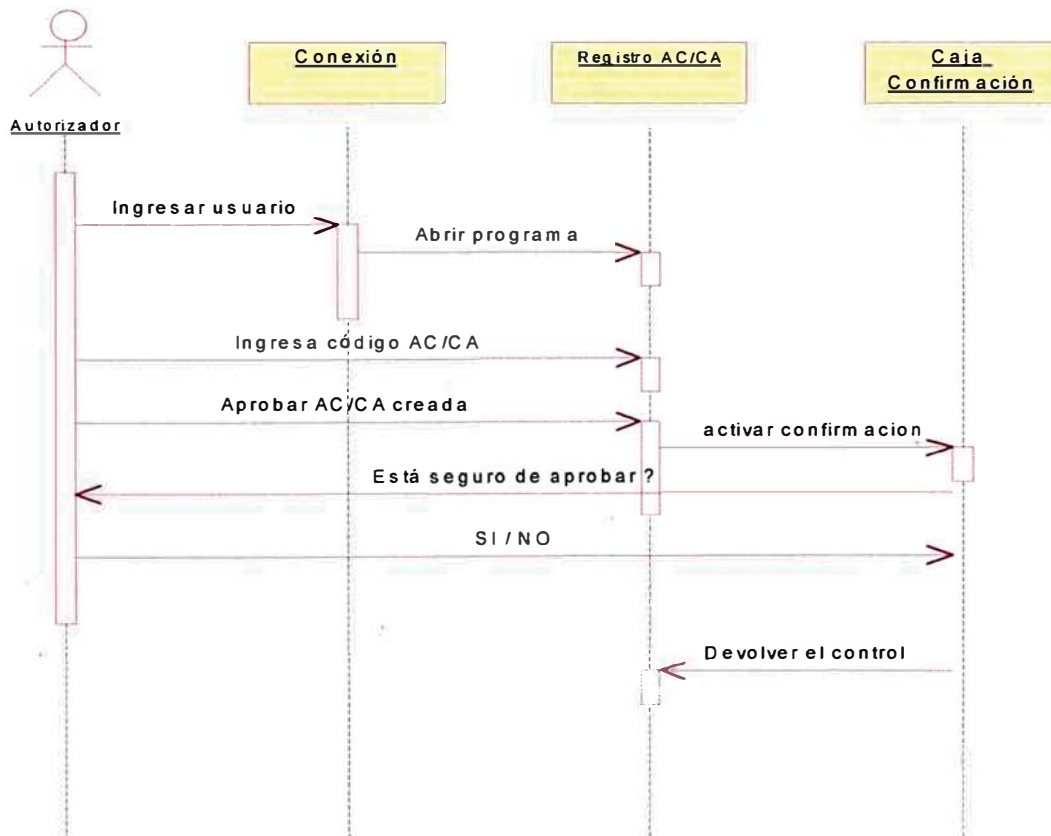 Conexión
Registro AC/CA
Caja_
Confirmación
Autorizador
Ingresar usuario
Abrir programa
Ingresa código AC/CA
Aprobar AC/CA creada
activar confirmacion
Está seguro de aprobar ?
SI / NO
Devolver el control